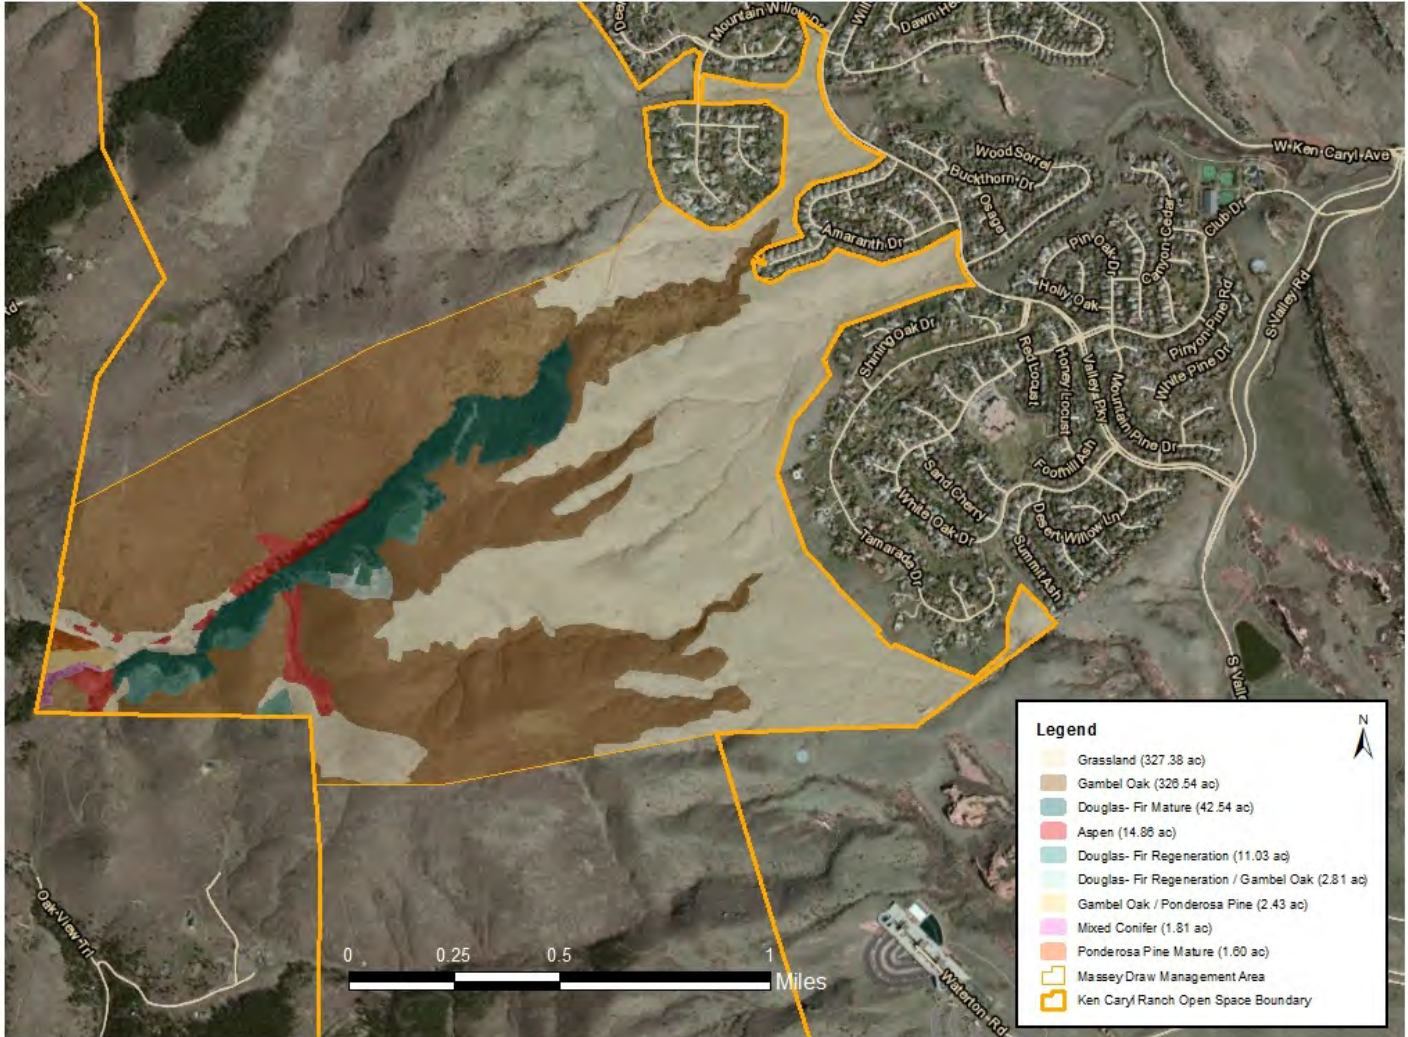 Mountain Willow Dr
Dawn He
W Ken Caryl Ave
Wood Sorrel
Buckthorn Dr
Osage
Amaranth Dr
Pin Oak Dr
Canyon Cedar
Club Dr
Holly Oak
S Valley Rd
Pinyon Pine Rd
White Pine Dr
Shining Oak Dr
Red Locust
Honey Locust
Valley Pky
Mountain Pine Dr
Foothill Ash
Sand Cherry
White Oak Dr
Desert Willow Ln
Summit Ash
Tamarade Dr
S Valle
Oak View Trl
Waterton Rd
0 0.25 0.5 1
Miles
Legend
N
Grassland (327.38 ac)
Gambel Oak (326.54 ac)
Douglas- Fir Mature (42.54 ac)
Aspen (14.86 ac)
Douglas- Fir Regeneration (11.03 ac)
Douglas- Fir Regeneration / Gambel Oak (2.81 ac)
Gambel Oak / Ponderosa Pine (2.43 ac)
Mixed Conifer (1.81 ac)
Ponderosa Pine Mature (1.60 ac)
Massey Draw Management Area
Ken Caryl Ranch Open Space Boundary